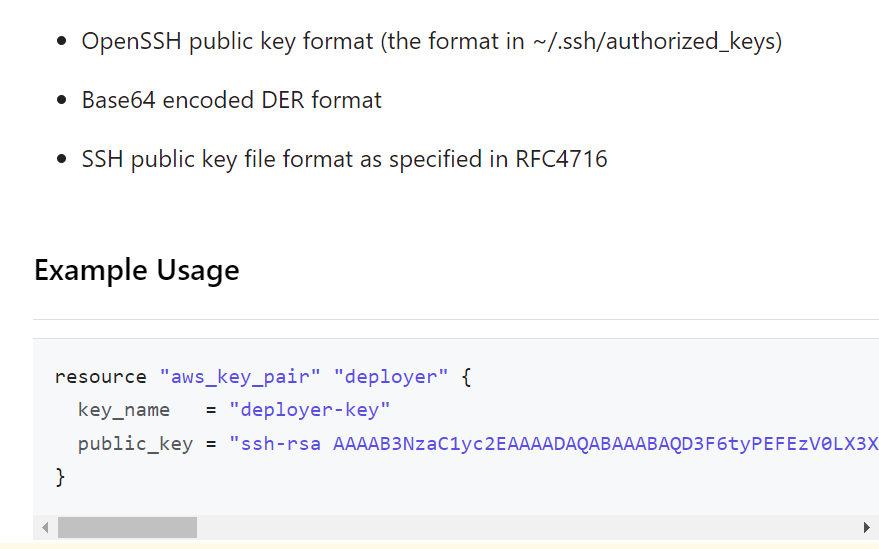 OpenSSH public key format (the format in ~/.ssh/authorized_keys)
Base64 encoded DER format
SSH public key file format as specified in RFC4716
Example Usage
resource "aws_key_pair" "deployer" {
  key_name   = "deployer-key"
  public_key = "ssh-rsa AAAAB3NzaC1yc2EAAAADAQABAAABAQD3F6tyPEFEzV0LX3X
}